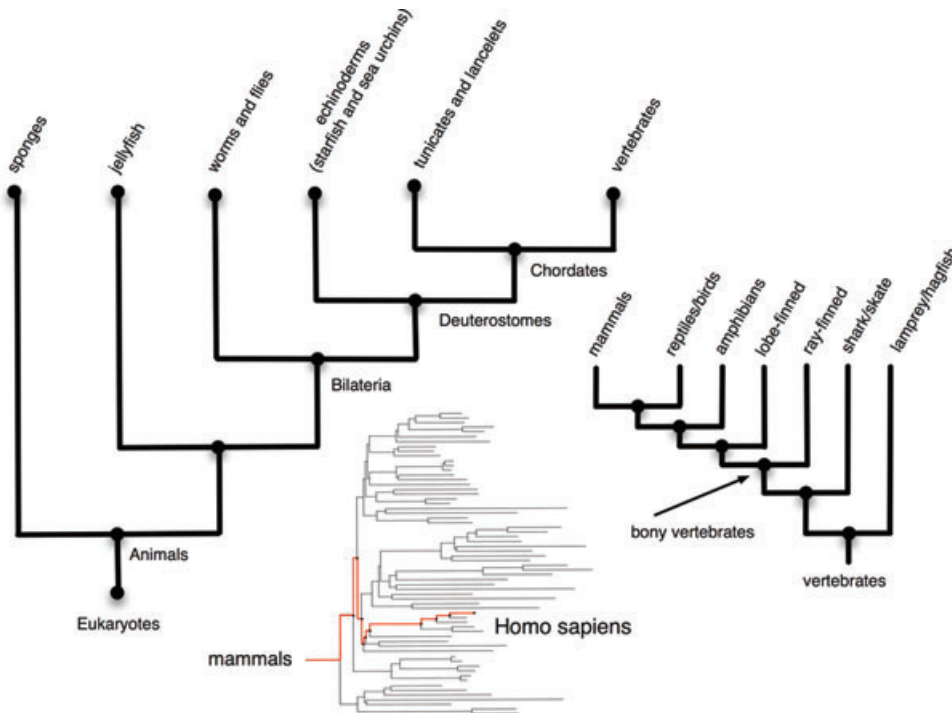 sponges
jellyfish
worms and flies
echinoderms
(starfish and sea urchins)
tunicates and lancelets
vertebrates
Chordates
Deuterostomes
Bilateria
Animals
Eukaryotes
mammals
reptiles/birds
amphibians
lobe-finned
ray-finned
shark/skate
lamprey/hagfish
bony vertebrates
vertebrates
Homo sapiens
mammals